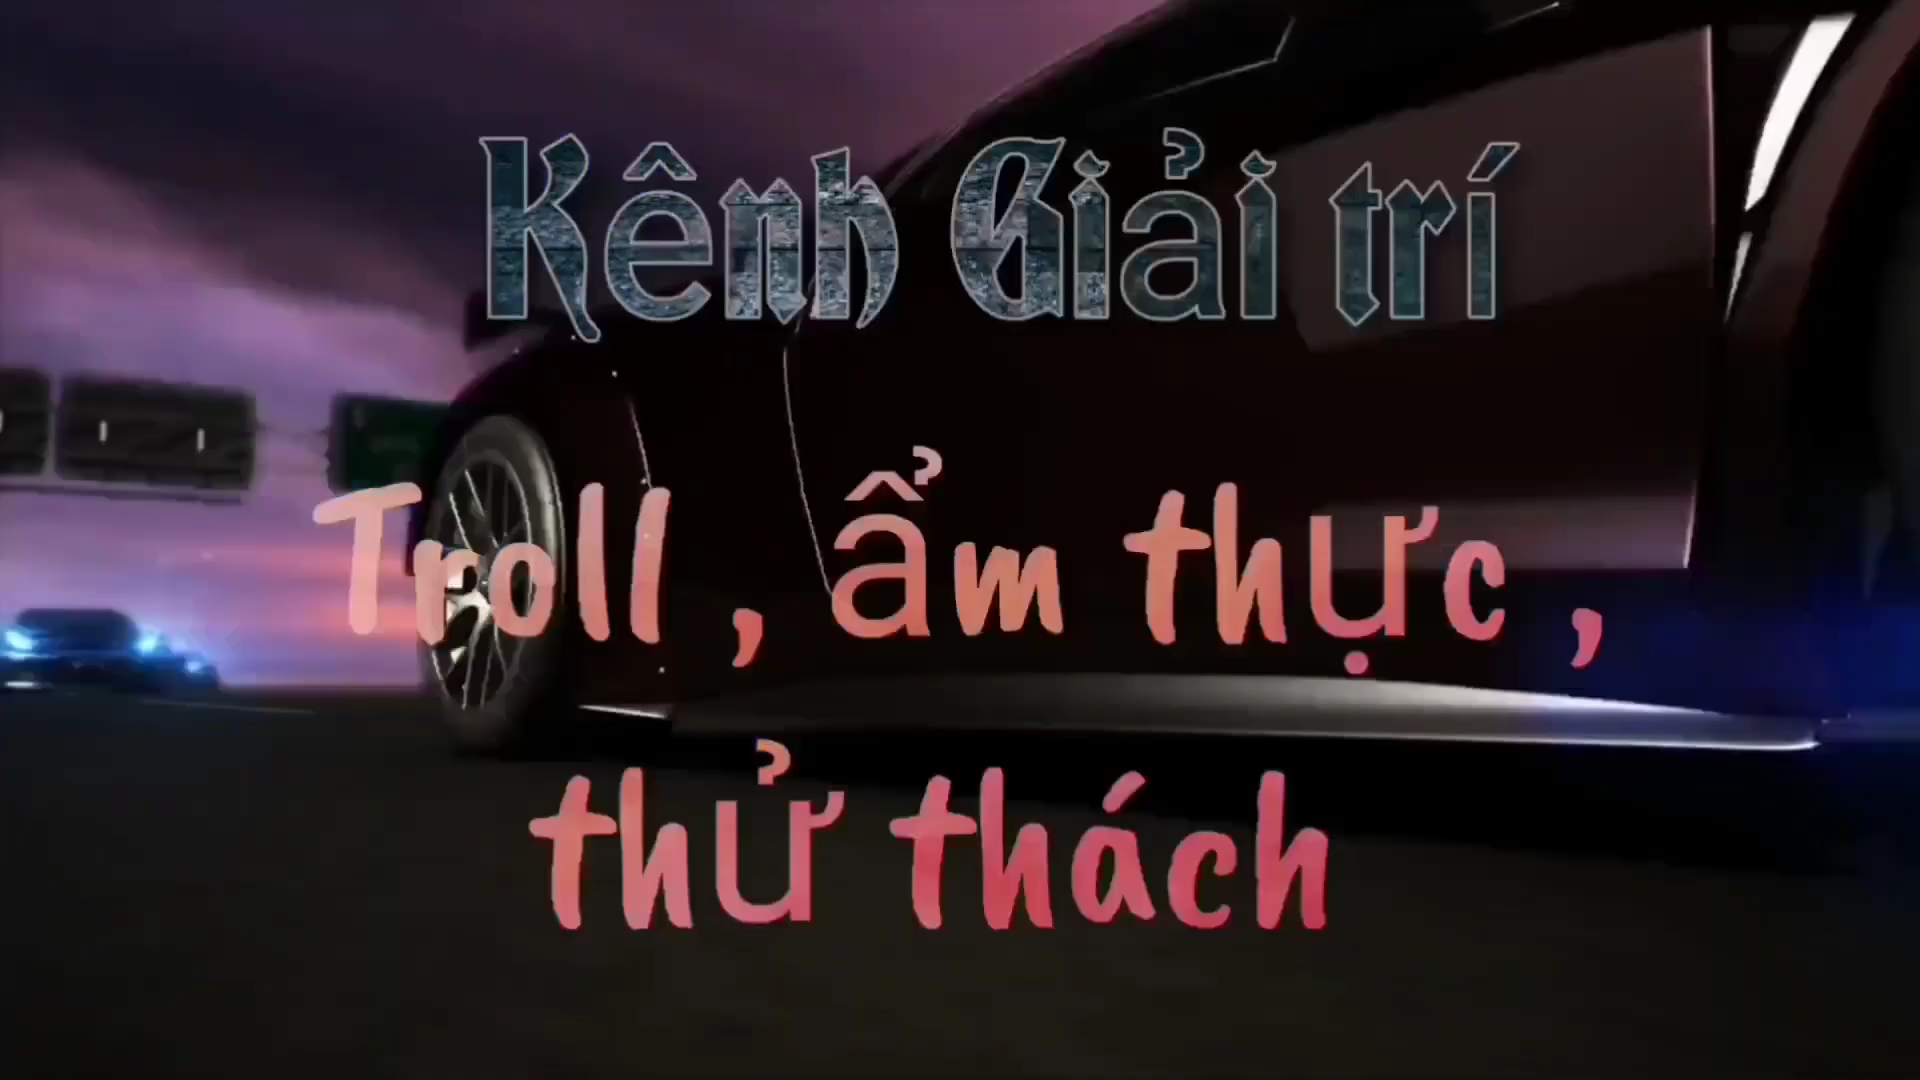 Kênh Giải trí
Troll , ẩm thực ,
thử thách